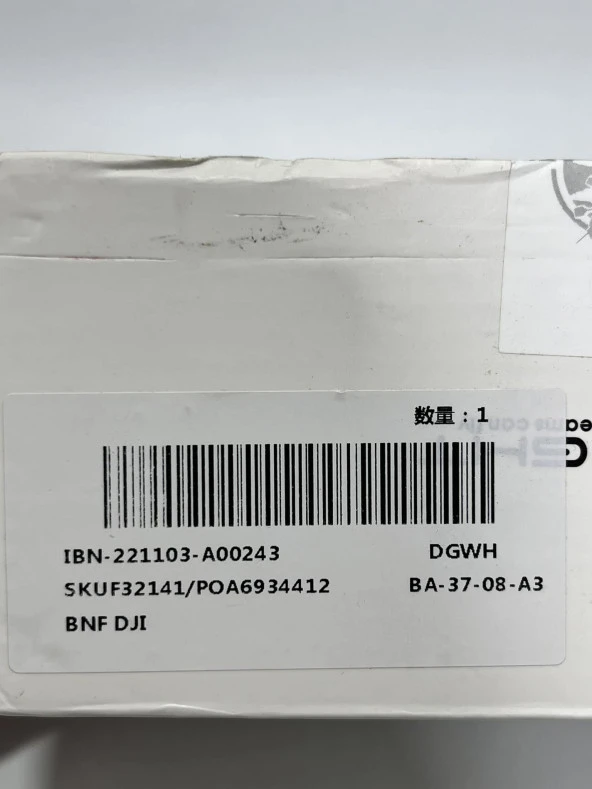 数量：1
IBN-221103-A00243 DGWH
SKUF32141/POA6934412 BA-37-08-A3
BNF DJI